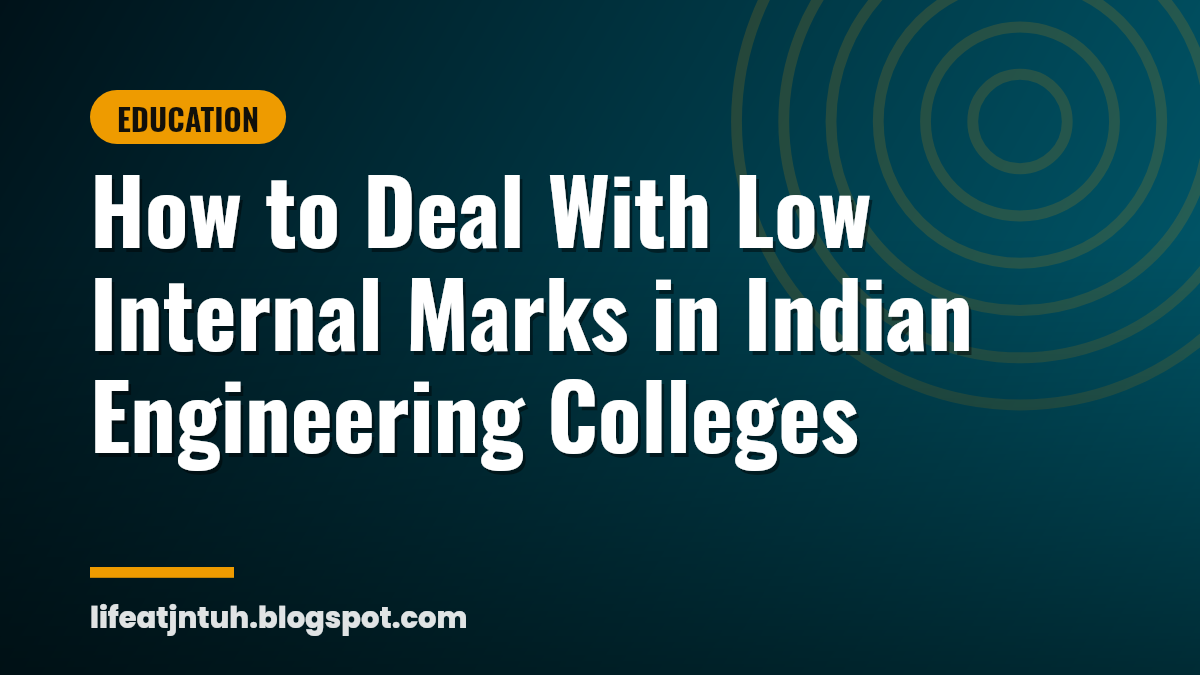 EDUCATION
How to Deal With Low
Internal Marks in Indian
Engineering Colleges
lifeatjntuh.blogspot.com